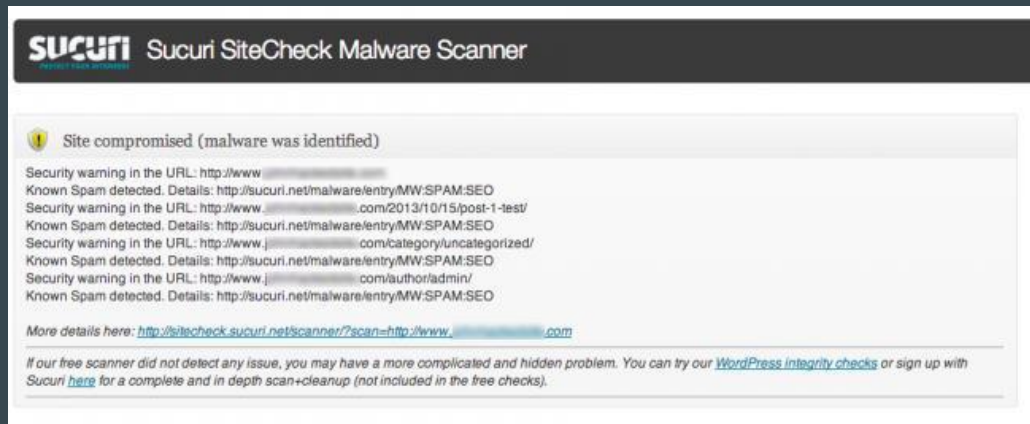 SUCURI Sucuri SiteCheck Malware Scanner
Site compromised (malware was identified)
Security warning in the URL: http://www
Known Spam detected. Details: http://sucuri.net/malware/entry/MW:SPAM:SEO
Security warning in the URL: http://www. .com/2013/10/15/post-1-test/
Known Spam detected. Details: http://sucuri.net/malware/entry/MW:SPAM:SEO
Security warning in the URL: http://www.j com/category/uncategorized/
Known Spam detected. Details: http://sucuri.net/malware/entry/MW:SPAM:SEO
Security warning in the URL: http://www.j com/author/admin/
Known Spam detected. Details: http://sucuri.net/malware/entry/MW:SPAM:SEO
More details here: http://sitecheck.sucuri.net/scanner/?scan=http://www. .com
If our free scanner did not detect any issue, you may have a more complicated and hidden problem. You can try our WordPress integrity checks or sign up with
Sucuri here for a complete and in depth scan+cleanup (not included in the free checks).